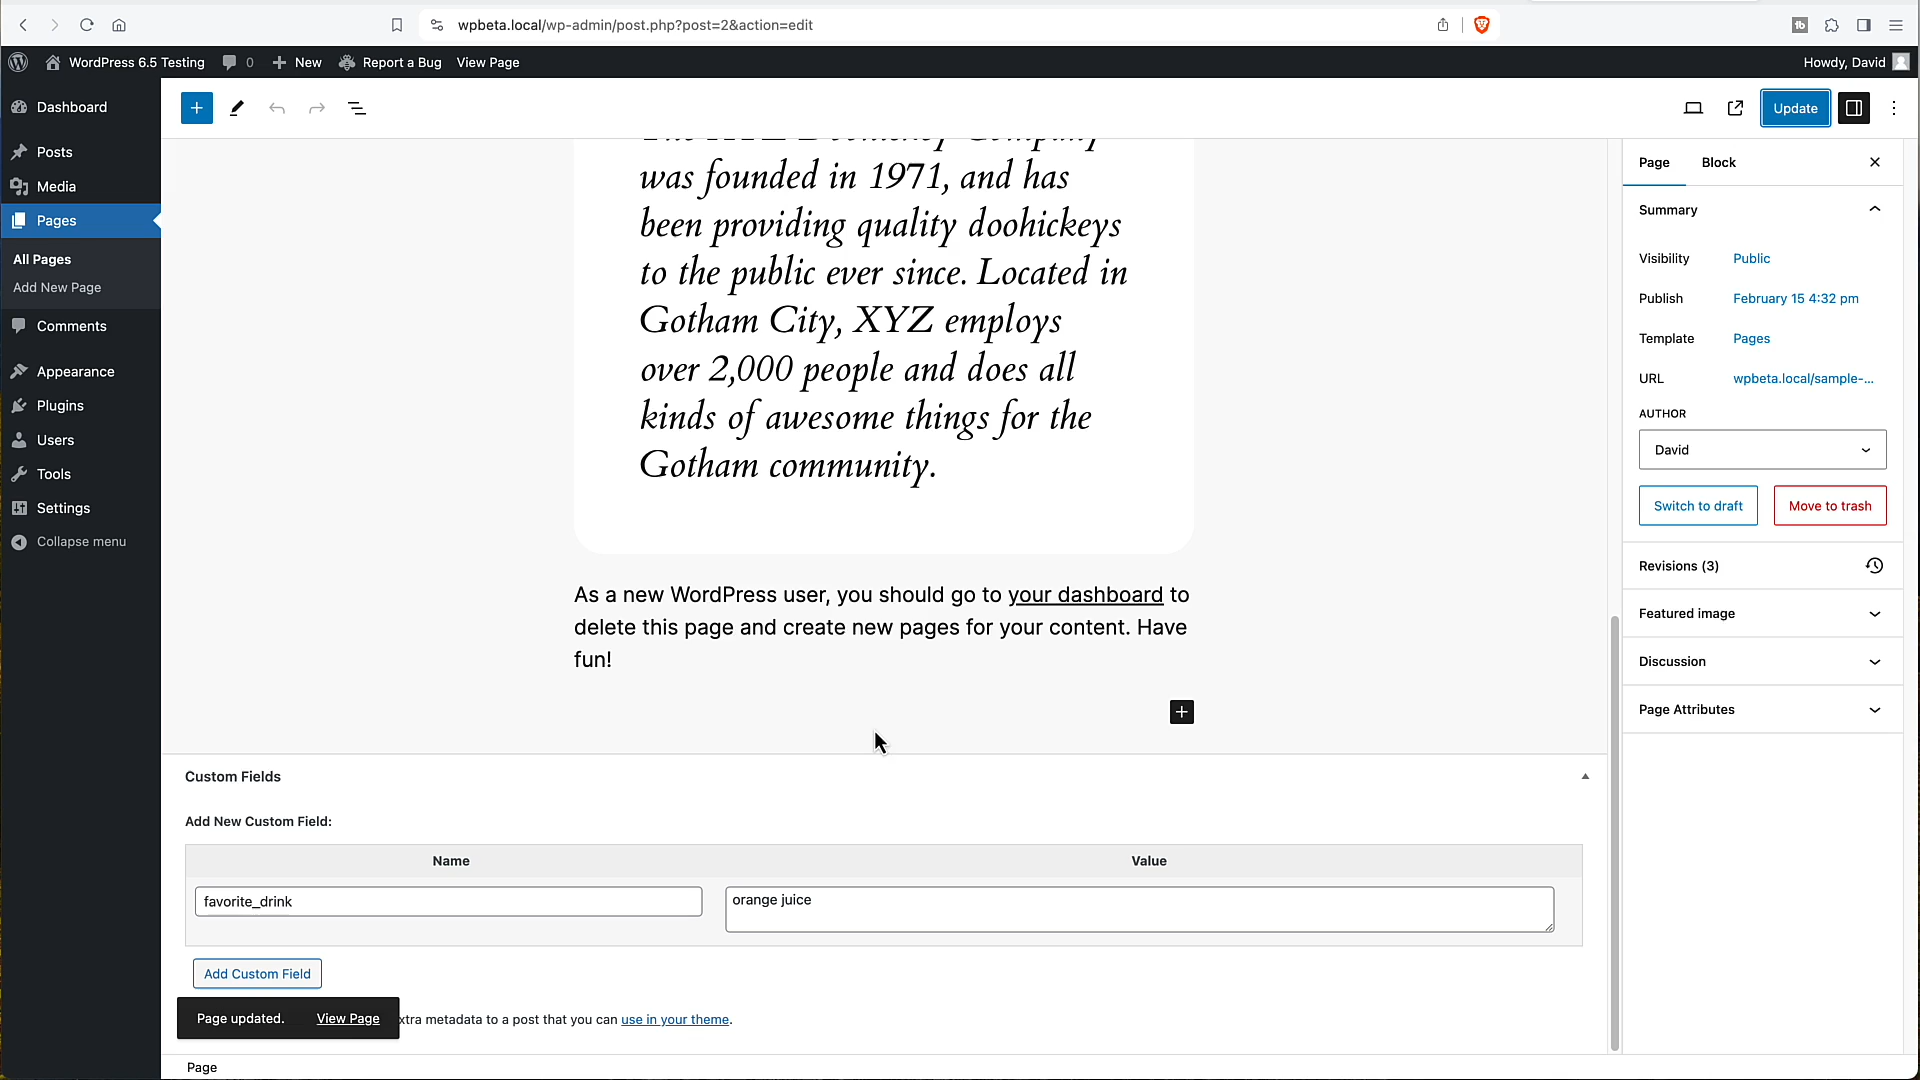 wpbeta.local/wp-admin/post.php?post=2&action=edit
WordPress 6.5 Testing
0
New
Report a Bug
View Page
Howdy, David
Dashboard
Posts
Media
Pages
All Pages
Add New Page
Comments
Appearance
Plugins
Users
Tools
Settings
Collapse menu
Update
The XYZ Doohickey Company
was founded in 1971, and has
been providing quality doohickeys
to the public ever since. Located in
Gotham City, XYZ employs
over 2,000 people and does all
kinds of awesome things for the
Gotham community.
As a new WordPress user, you should go to your dashboard to
delete this page and create new pages for your content. Have
fun!
Custom Fields
Add New Custom Field:
Name
Value
favorite_drink
orange juice
Add Custom Field
Page updated.
View Page
xtra metadata to a post that you can use in your theme.
Page
Page
Block
Summary
Visibility
Public
Publish
February 15 4:32 pm
Template
Pages
URL
wpbeta.local/sample-...
AUTHOR
David
Switch to draft
Move to trash
Revisions (3)
Featured image
Discussion
Page Attributes